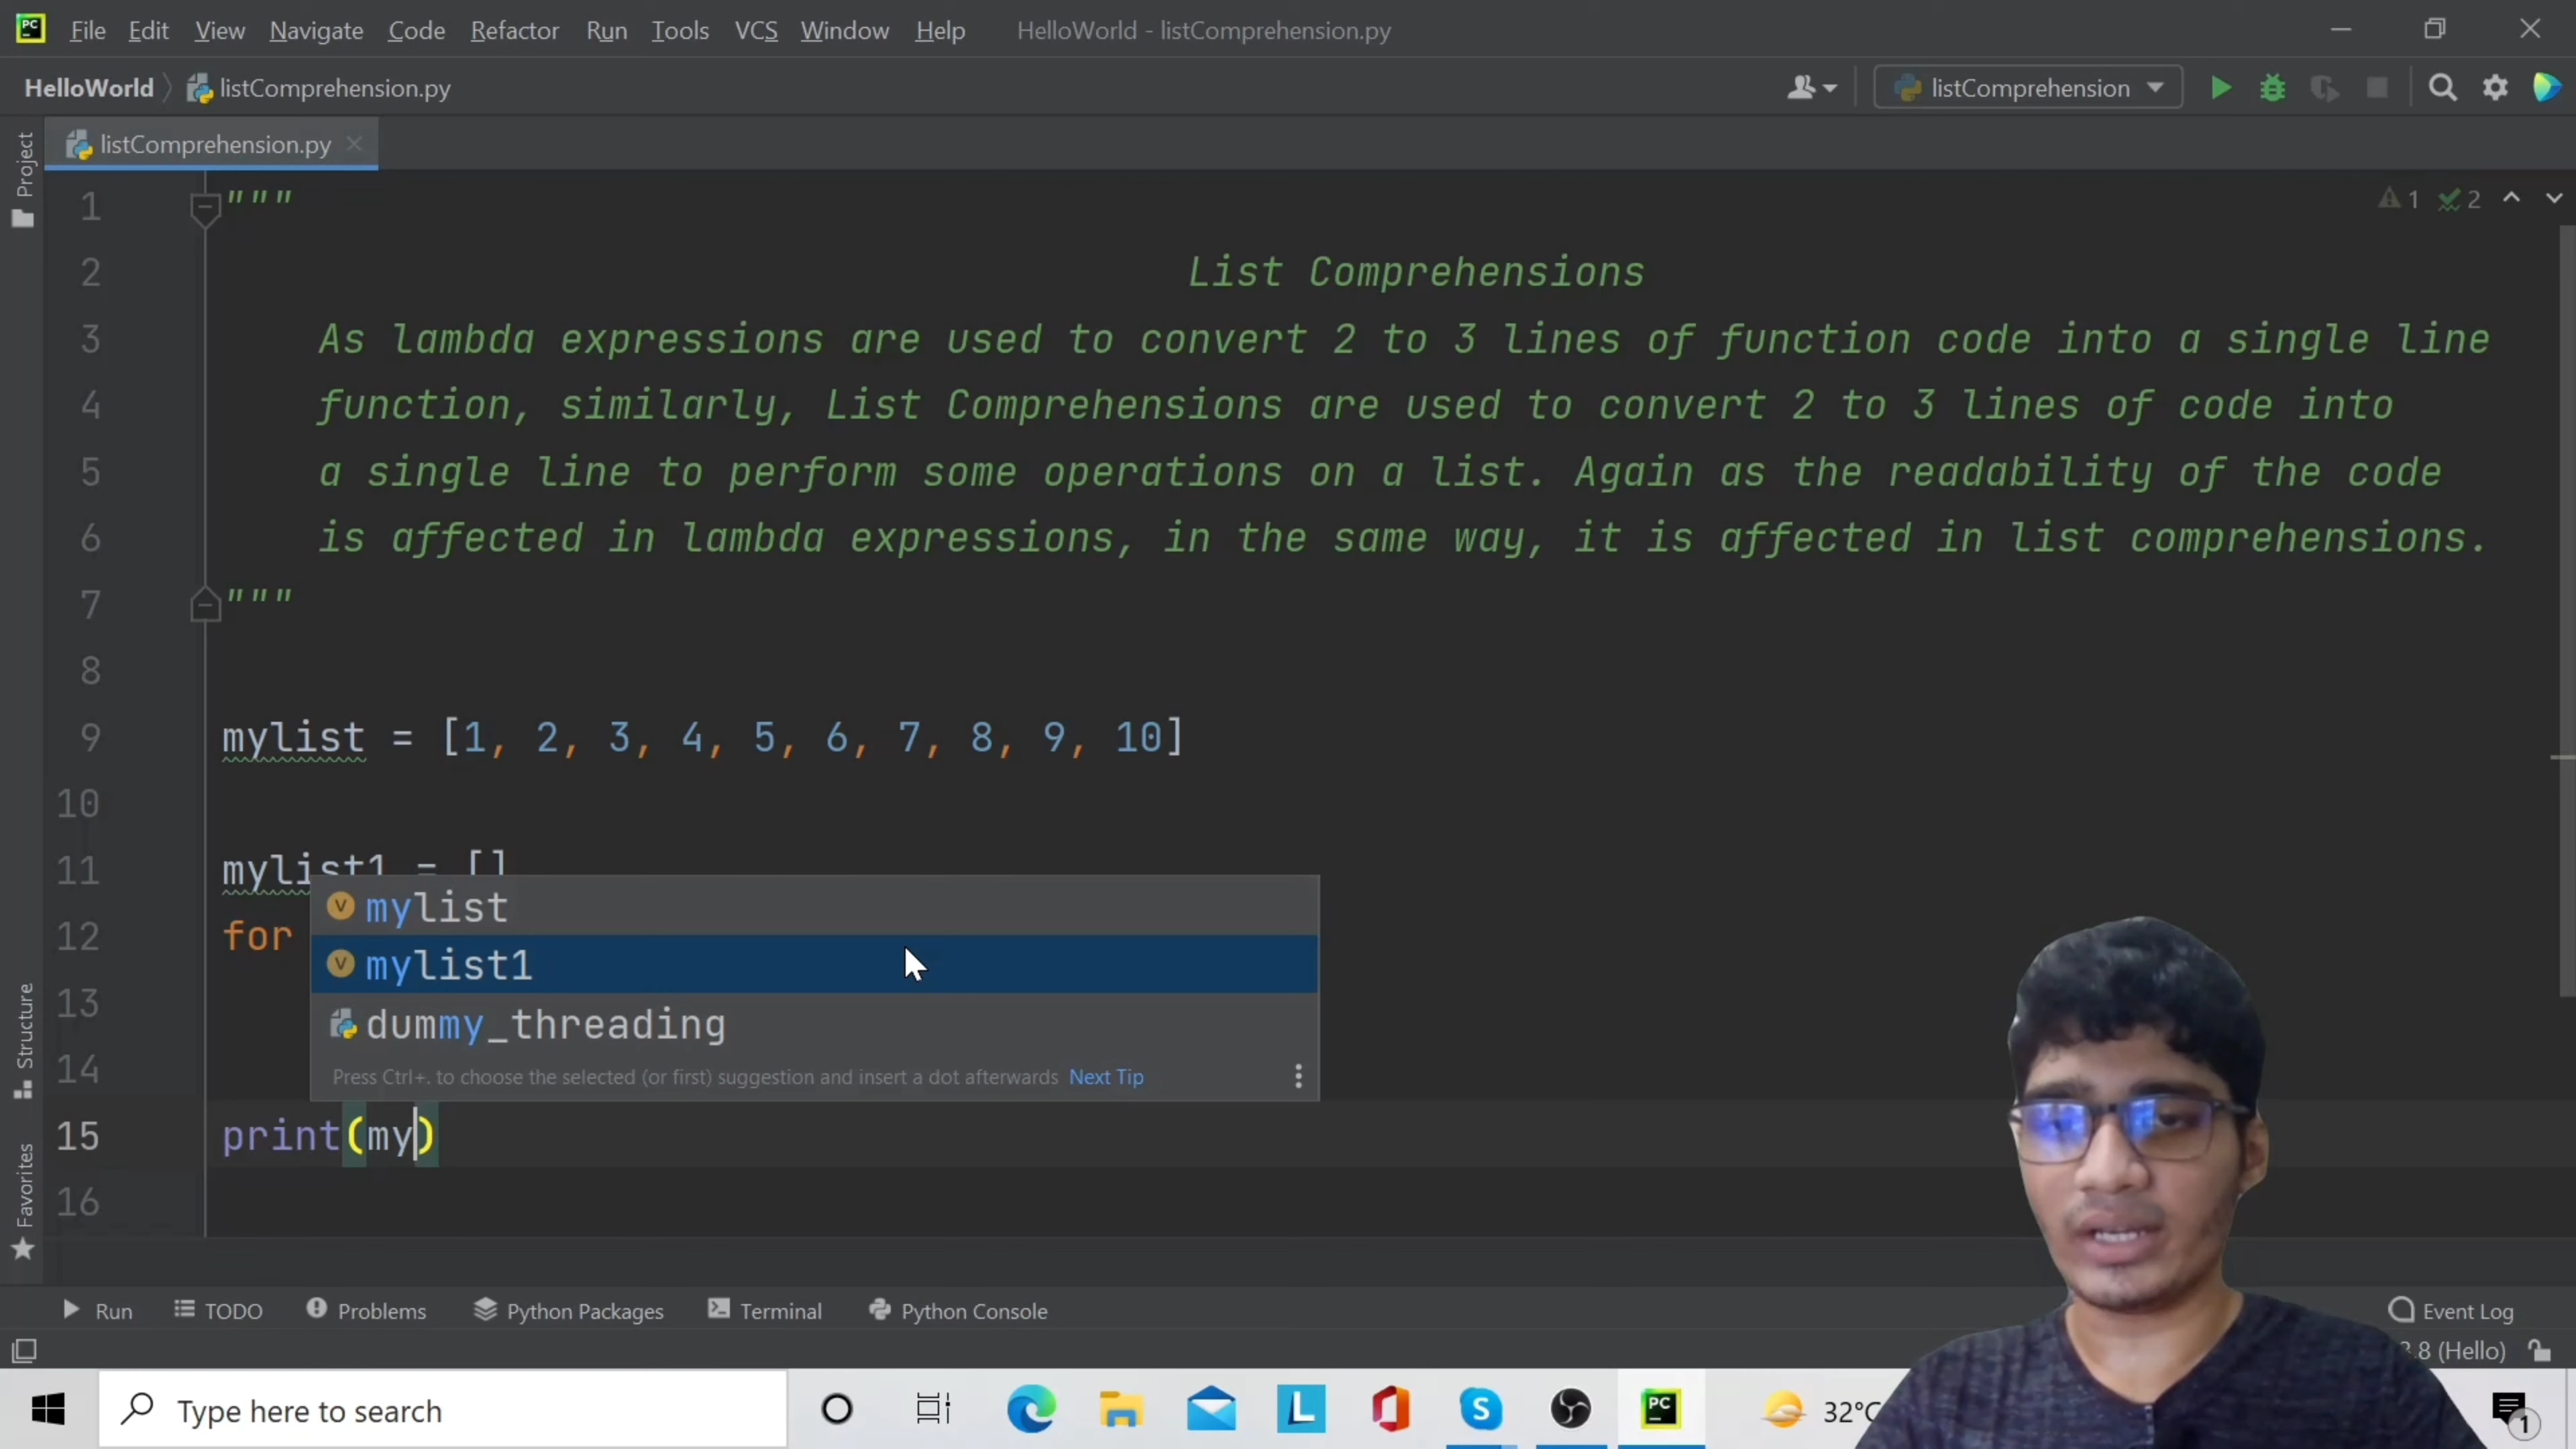 PC File Edit View Navigate Code Refactor Run Tools VCS Window Help HelloWorld - listComprehension.py
HelloWorld listComprehension.py listComprehension
listComprehension.py
Project
1 """ 1 2
2 List Comprehensions
3 As lambda expressions are used to convert 2 to 3 lines of function code into a single line
4 function, similarly, List Comprehensions are used to convert 2 to 3 lines of code into
5 a single line to perform some operations on a list. Again as the readability of the code
6 is affected in lambda expressions, in the same way, it is affected in list comprehensions.
7 """
8
9 mylist = [1, 2, 3, 4, 5, 6, 7, 8, 9, 10]
10
11 mylist1 = []
mylist
12 for
mylist1
13
dummy_threading
14
Press Ctrl+. to choose the selected (or first) suggestion and insert a dot afterwards Next Tip
15 print(my)
16
Structure
Favorites
Run TODO Problems Python Packages Terminal Python Console Event Log
3.8 (Hello)
Type here to search L S PC 32°C 1